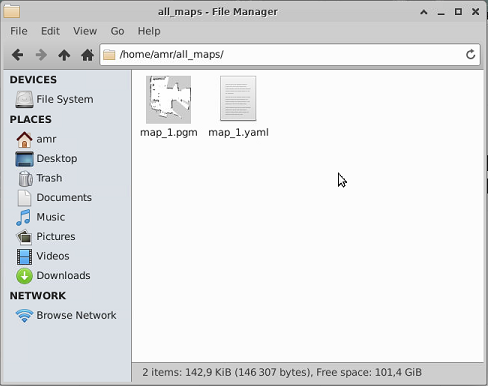 all_maps - File Manager
File Edit View Go Help
/home/amr/all_maps/
DEVICES
File System
PLACES
amr
Desktop
Trash
Documents
Music
Pictures
Videos
Downloads
NETWORK
Browse Network
map_1.pgm map_1.yaml
2 items: 142,9 KiB (146 307 bytes), Free space: 101,4 GiB